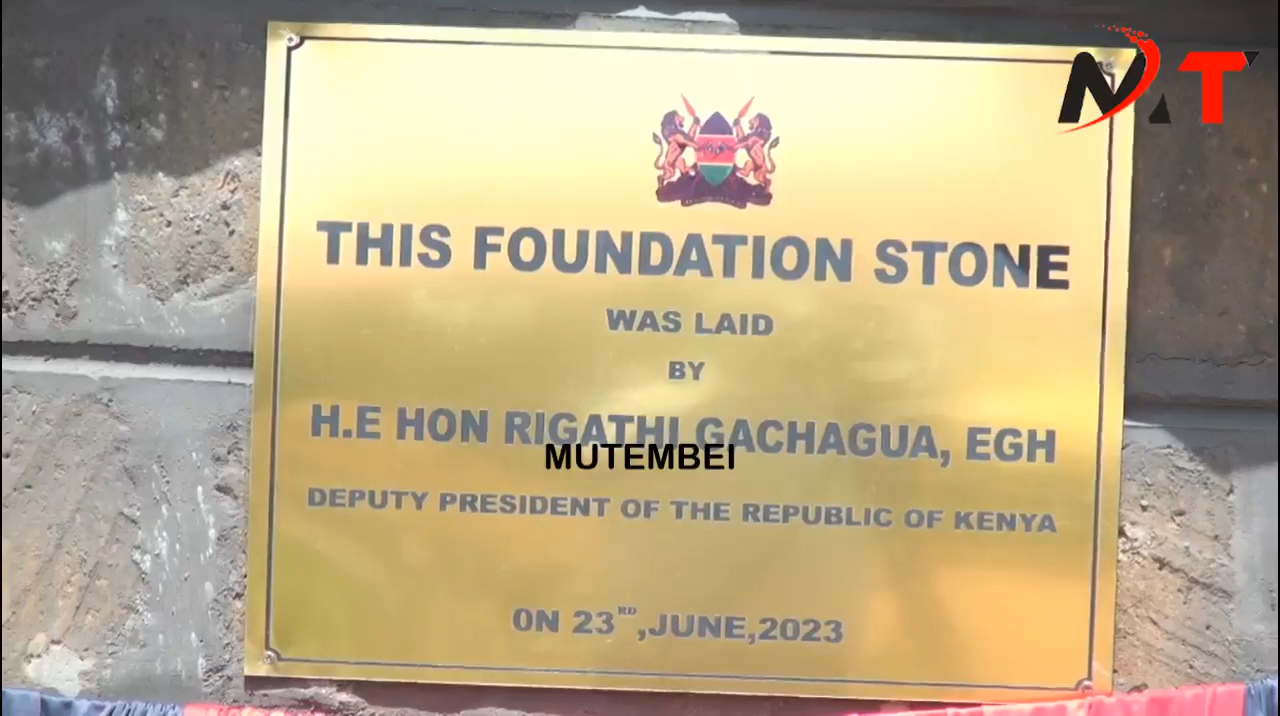 MT
THIS FOUNDATION STONE
WAS LAID
BY
H.E HON RIGATHI GACHAGUA, EGH
MUTEMBEI
DEPUTY PRESIDENT OF THE REPUBLIC OF KENYA
ON 23RD,JUNE,2023